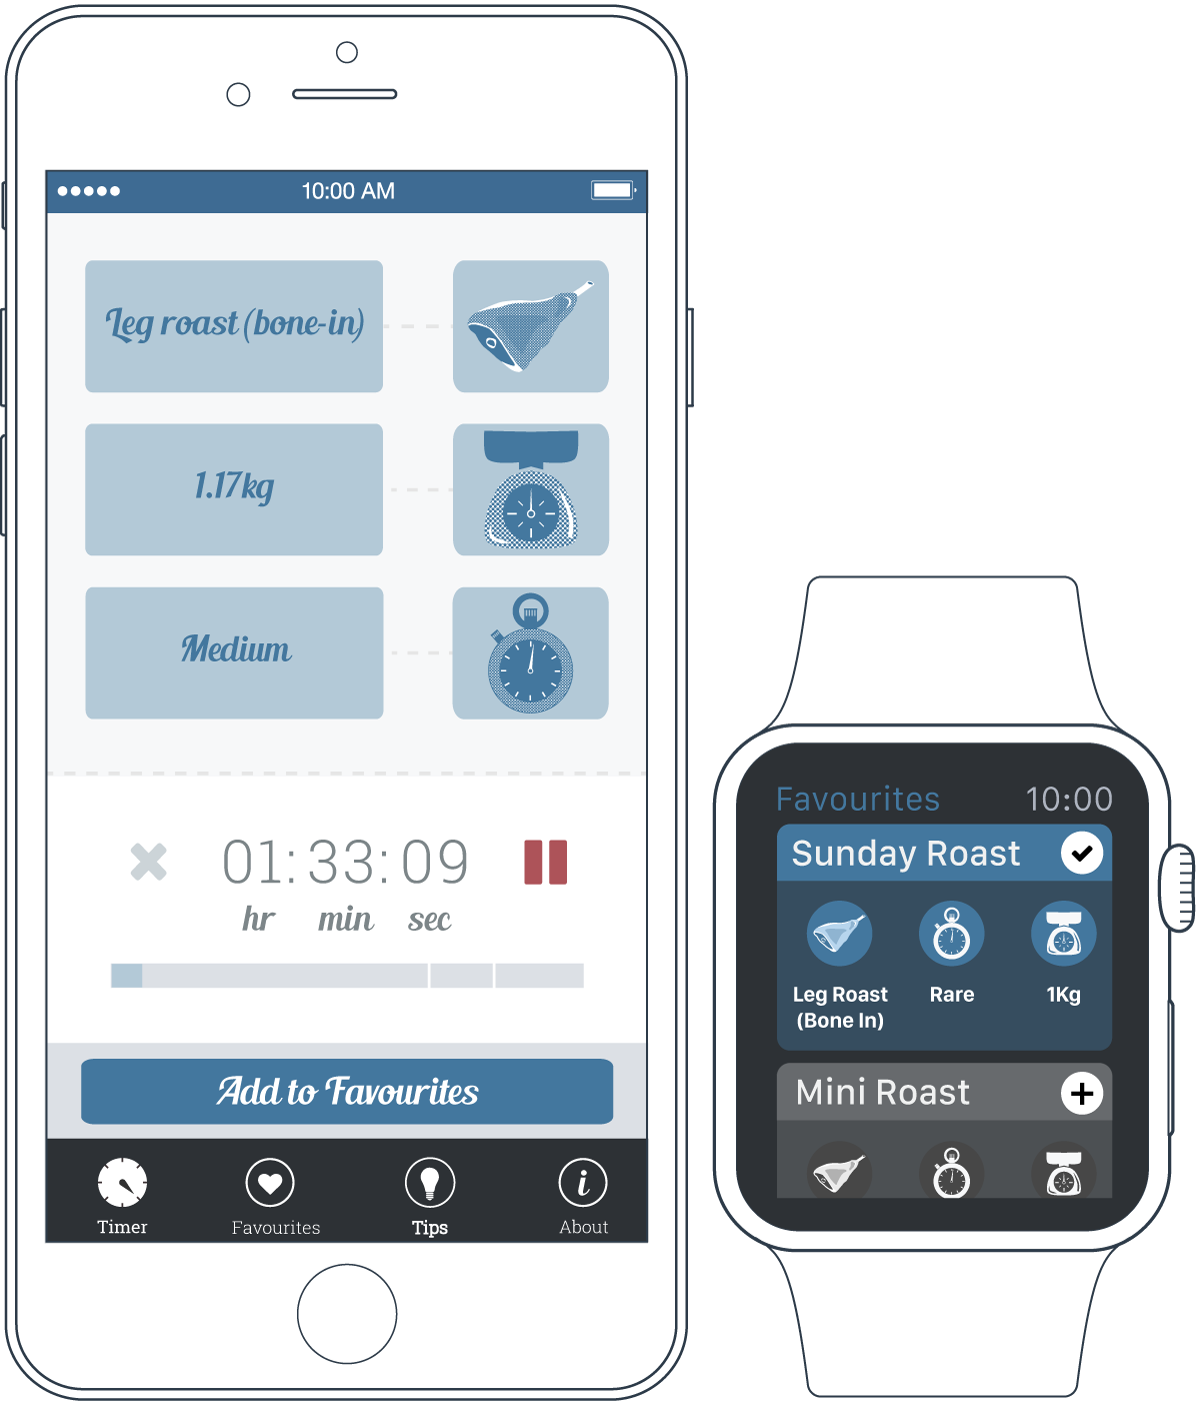 10:00 AM
Leg roast (bone-in)
1.17kg
Medium
01:33:09
hr min sec
Add to Favourites
Timer Favourites Tips About
Favourites 10:00
Sunday Roast
Leg Roast Rare 1Kg
(Bone In)
Mini Roast